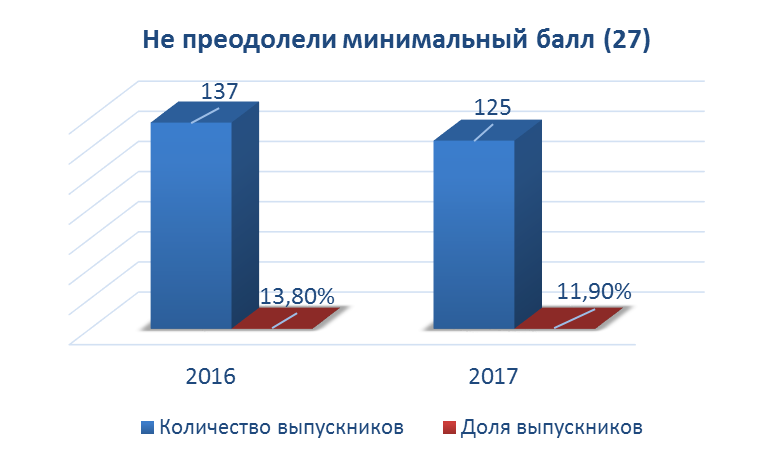 Не преодолели минимальный балл (27)
137
125
13,80%
11,90%
2016
2017
Количество выпускников
Доля выпускников